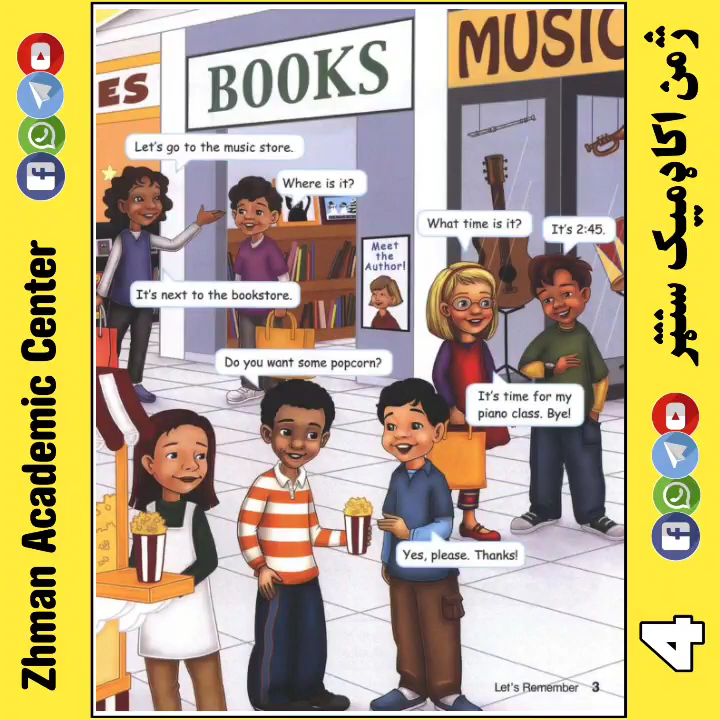 Zhman Academic Center
ES
BOOKS
MUSIC
Let's go to the music store.
Where is it?
It's next to the bookstore.
Meet
the
Author!
What time is it?
It's 2:45.
It's time for my
piano class. Bye!
Do you want some popcorn?
Yes, please. Thanks!
Let's Remember 3
ژمن اکاډمیک سنټر
4